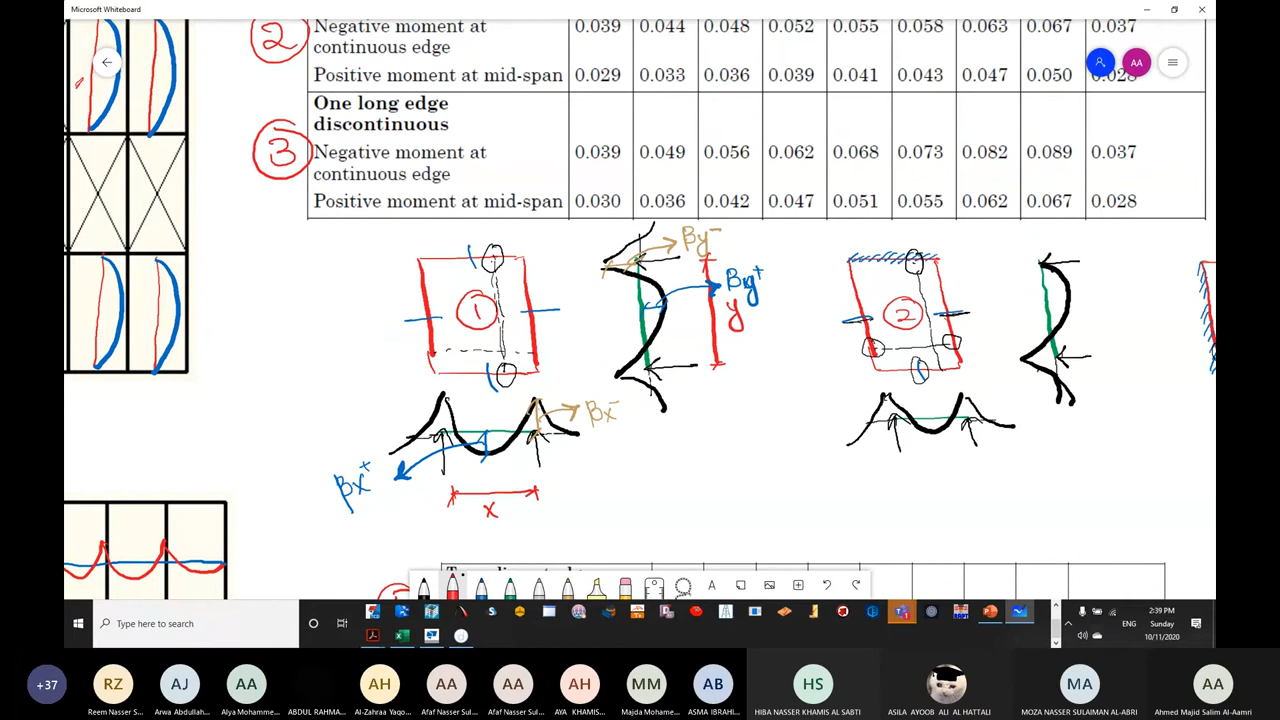 Microsoft Whiteboard
2
Negative moment at 0.039 0.044 0.048 0.052 0.055 0.058 0.063 0.067 0.037
continuous edge
Positive moment at mid-span 0.029 0.033 0.036 0.039 0.041 0.043 0.047 0.050 0.028
AA
One long edge
discontinuous
3
Negative moment at 0.039 0.049 0.056 0.062 0.068 0.073 0.082 0.089 0.037
continuous edge
Positive moment at mid-span 0.030 0.036 0.042 0.047 0.051 0.055 0.062 0.067 0.028
βy-
βy+
y
1
2
βx-
βx+
x
A
Type here to search
ENG
2:39 PM
Sunday
10/11/2020
+37
RZ
AJ
AA
AH
AA
AA
AH
MM
AB
HS
MA
AA
Reem Nasser S...
Arwa Abdullah...
Alya Mohamme...
ABDUL RAHMA...
Al-Zahraa Yaqo...
Afaf Nasser Sul...
Afaf Nasser Sul...
AYA KHAMIS...
Majda Mohame...
ASMA IBRAHI...
HIBA NASSER KHAMIS AL SABTI
ASILA AYOOB ALI AL HATTALI
MOZA NASSER SULAIMAN AL-ABRI
Ahmed Majid Salim Al-Aamri